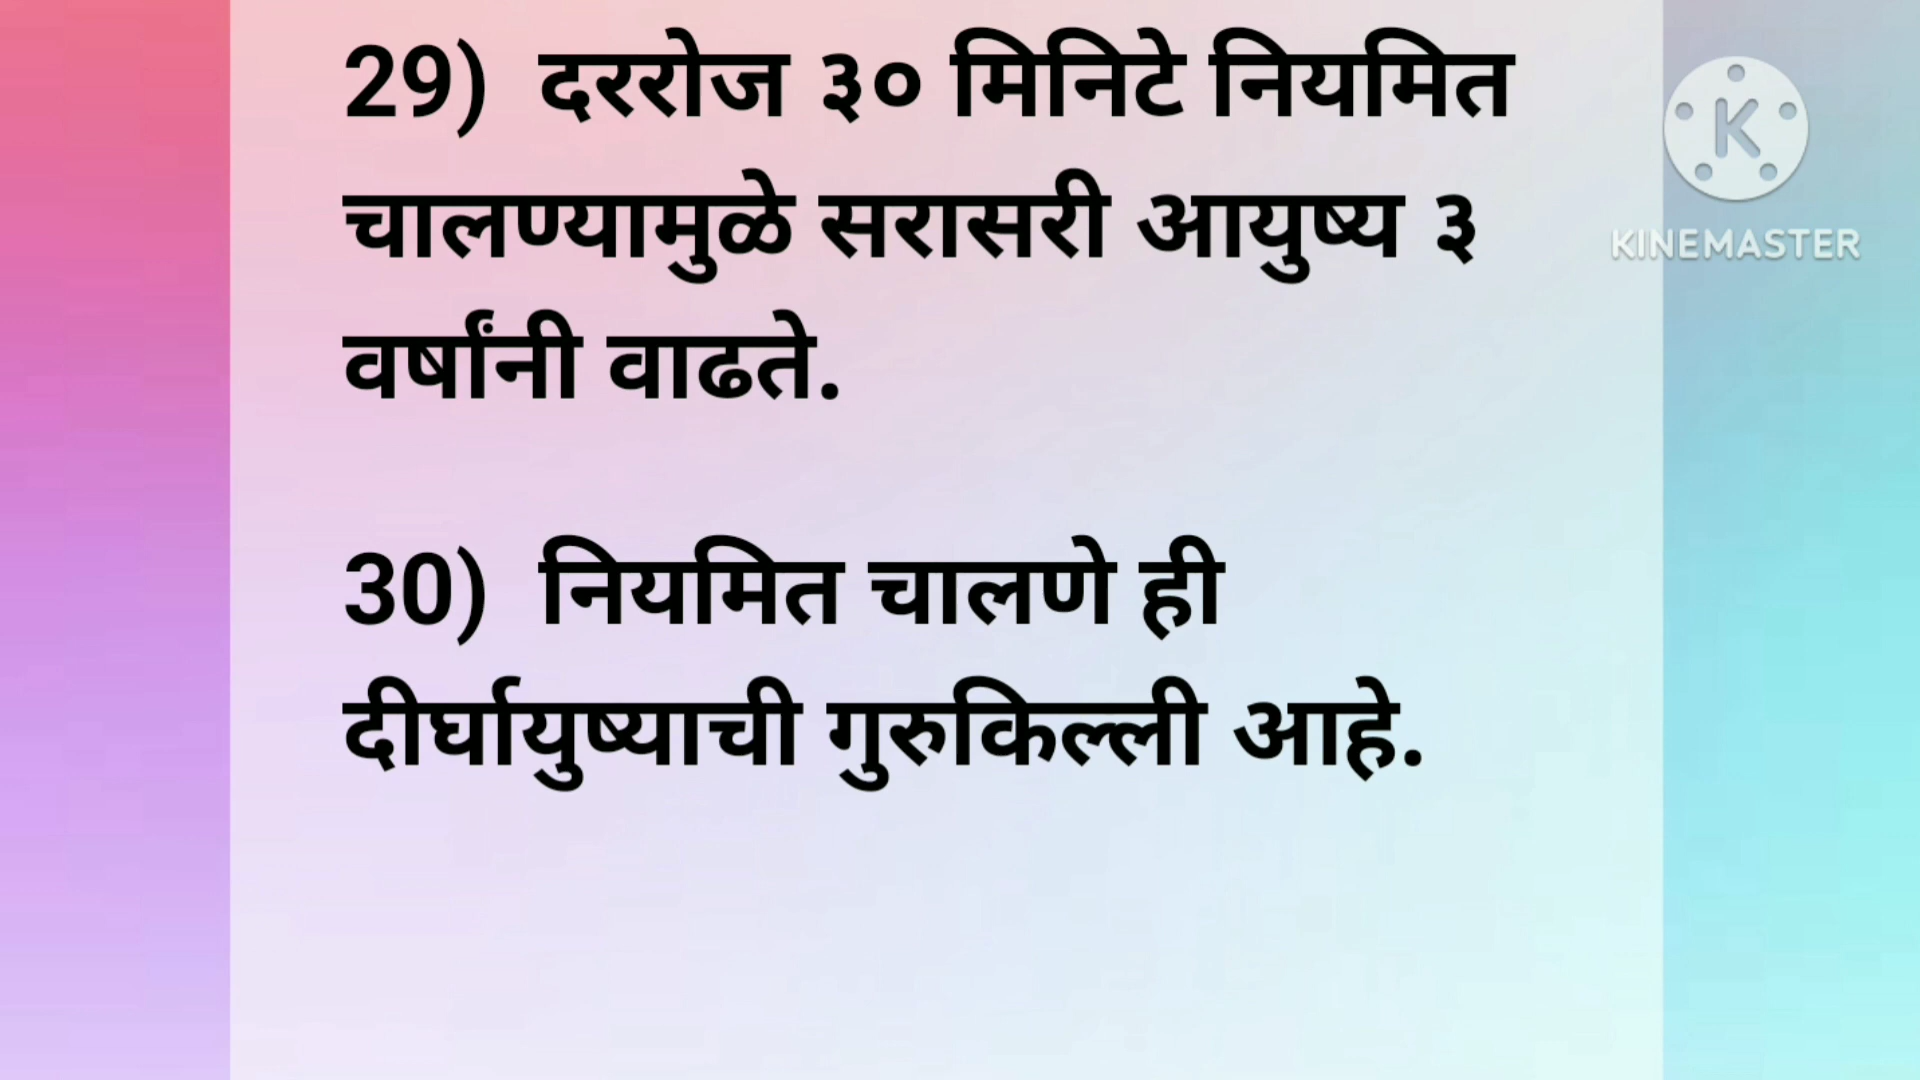 29) दररोज ३० मिनिटे नियमित
चालण्यामुळे सरासरी आयुष्य ३
वर्षांनी वाढते.
30) नियमित चालणे ही
दीर्घायुष्याची गुरुकिल्ली आहे.
K
KINEMASTER